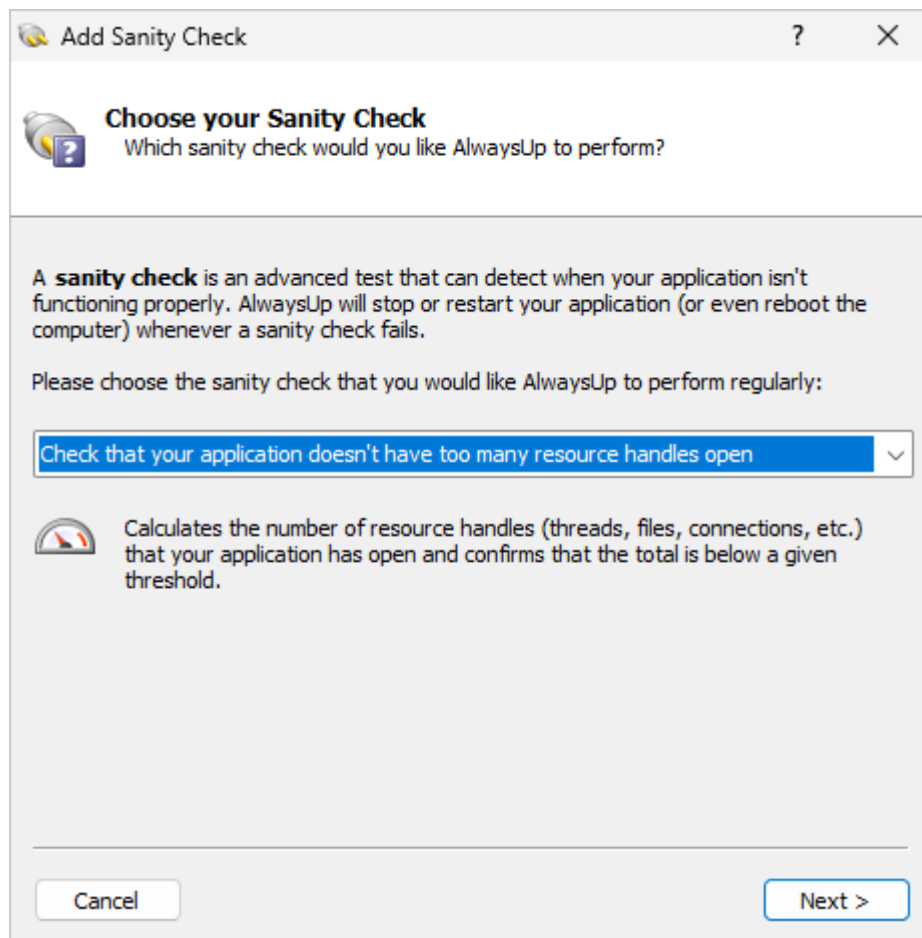 Add Sanity Check
?
Choose your Sanity Check
Which sanity check would you like AlwaysUp to perform?
A sanity check is an advanced test that can detect when your application isn't
functioning properly. AlwaysUp will stop or restart your application (or even reboot the
computer) whenever a sanity check fails.
Please choose the sanity check that you would like AlwaysUp to perform regularly:
Check that your application doesn't have too many resource handles open
Calculates the number of resource handles (threads, files, connections, etc.)
that your application has open and confirms that the total is below a given
threshold.
Cancel
Next >